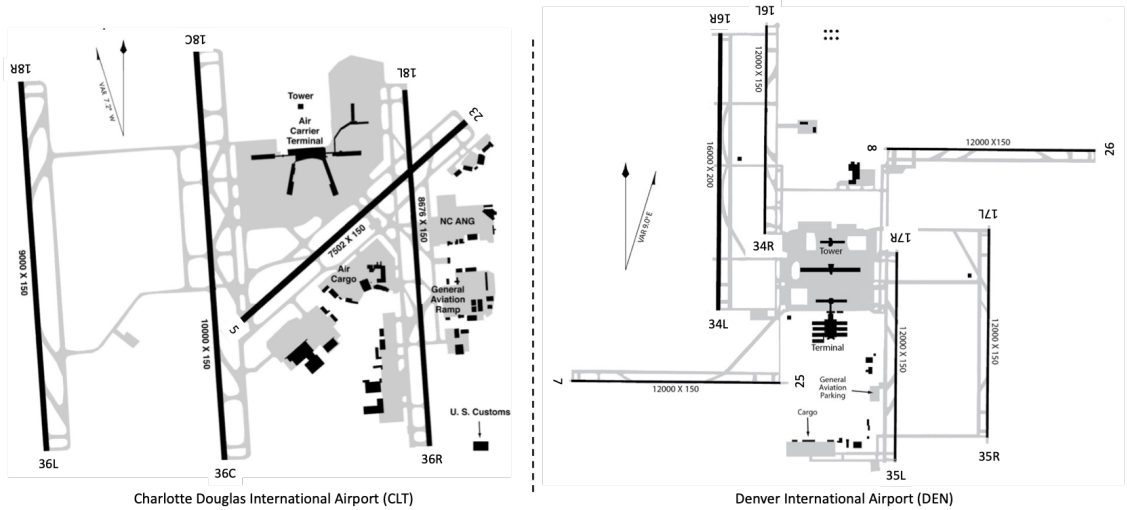 18R
VAR 7.2° W
18C
18L
23
Tower
Air
Carrier
Terminal
8676 X 150
NC ANG
7502 X 150
Air
Cargo
General
Aviation
Ramp
5
9000 X 150
10000 X 150
U. S. Customs
36L
36C
36R
Charlotte Douglas International Airport (CLT)
16R
16L
12000 X 150
16000 X 200
8
12000 X150
26
VAR 9.0° E
34R
Tower
17R
17L
34L
Terminal
7
12000 X 150
25
General
Aviation
Parking
12000 X 150
12000 X 150
Cargo
35L
35R
Denver International Airport (DEN)